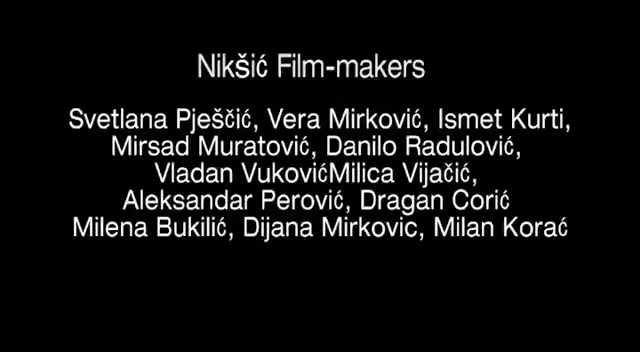 Nikšić Film-makers
Svetlana Pješčić, Vera Mirković, Ismet Kurti,
Mirsad Muratović, Danilo Radulović,
Vladan VukovićMilica Vijačić,
Aleksandar Perović, Dragan Corić
Milena Bukilić, Dijana Mirkovic, Milan Korać